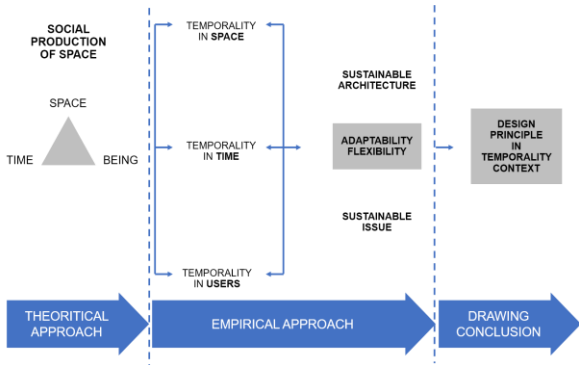 SOCIAL
PRODUCTION
OF SPACE
SPACE
TIME
BEING
TEMPORALITY
IN SPACE
TEMPORALITY
IN TIME
TEMPORALITY
IN USERS
SUSTAINABLE
ARCHITECTURE
ADAPTABILITY
FLEXIBILITY
SUSTAINABLE
ISSUE
DESIGN
PRINCIPLE
IN
TEMPORALITY
CONTEXT
THEORITICAL
APPROACH
EMPIRICAL APPROACH
DRAWING
CONCLUSION